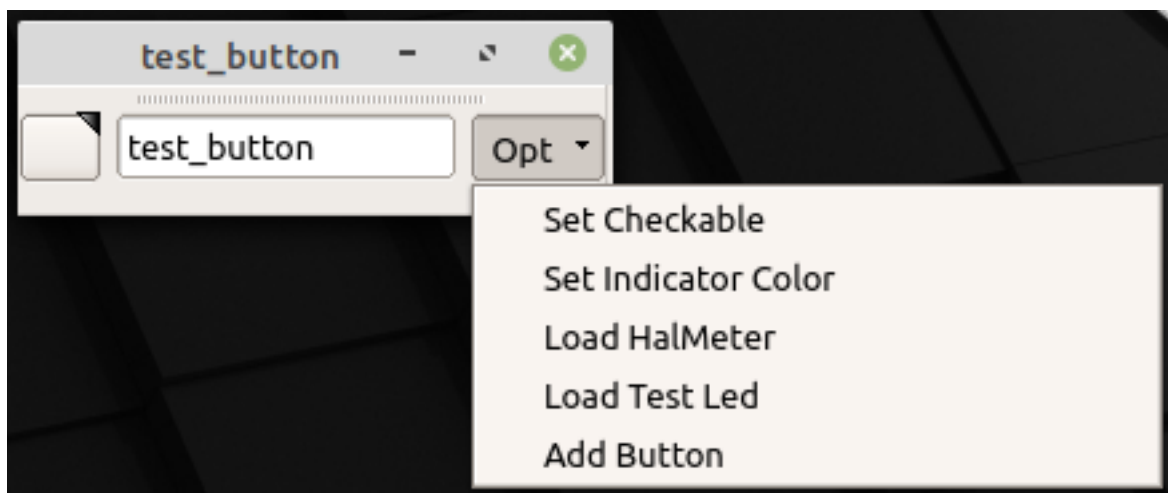 test_button
test_button Opt
Set Checkable
Set Indicator Color
Load HalMeter
Load Test Led
Add Button